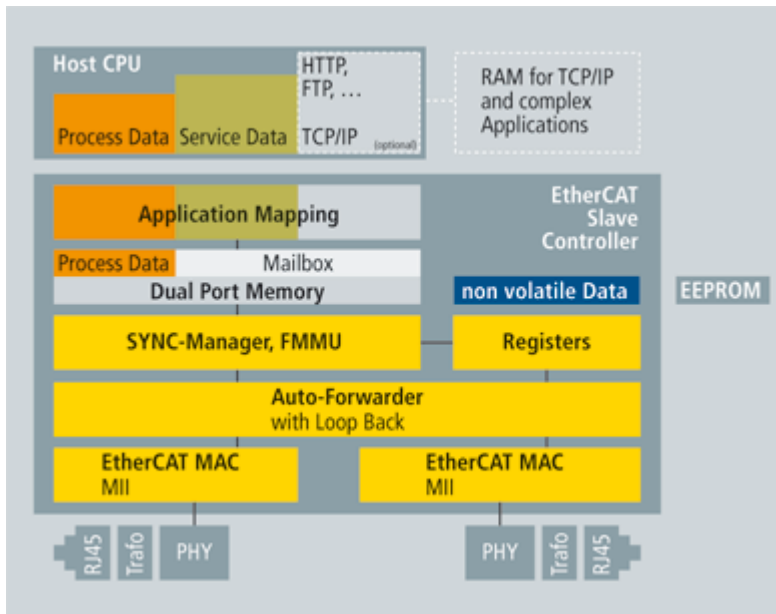 Host CPU
HTTP,
FTP, ...
Process Data
Service Data
TCP/IP
(optional)
RAM for TCP/IP
and complex
Applications
Application Mapping
EtherCAT
Slave
Controller
Process Data
Mailbox
Dual Port Memory
non volatile Data
EEPROM
SYNC-Manager, FMMU
Registers
Auto-Forwarder
with Loop Back
EtherCAT MAC
MII
EtherCAT MAC
MII
RJ45
Trafo
PHY
PHY
Trafo
RJ45